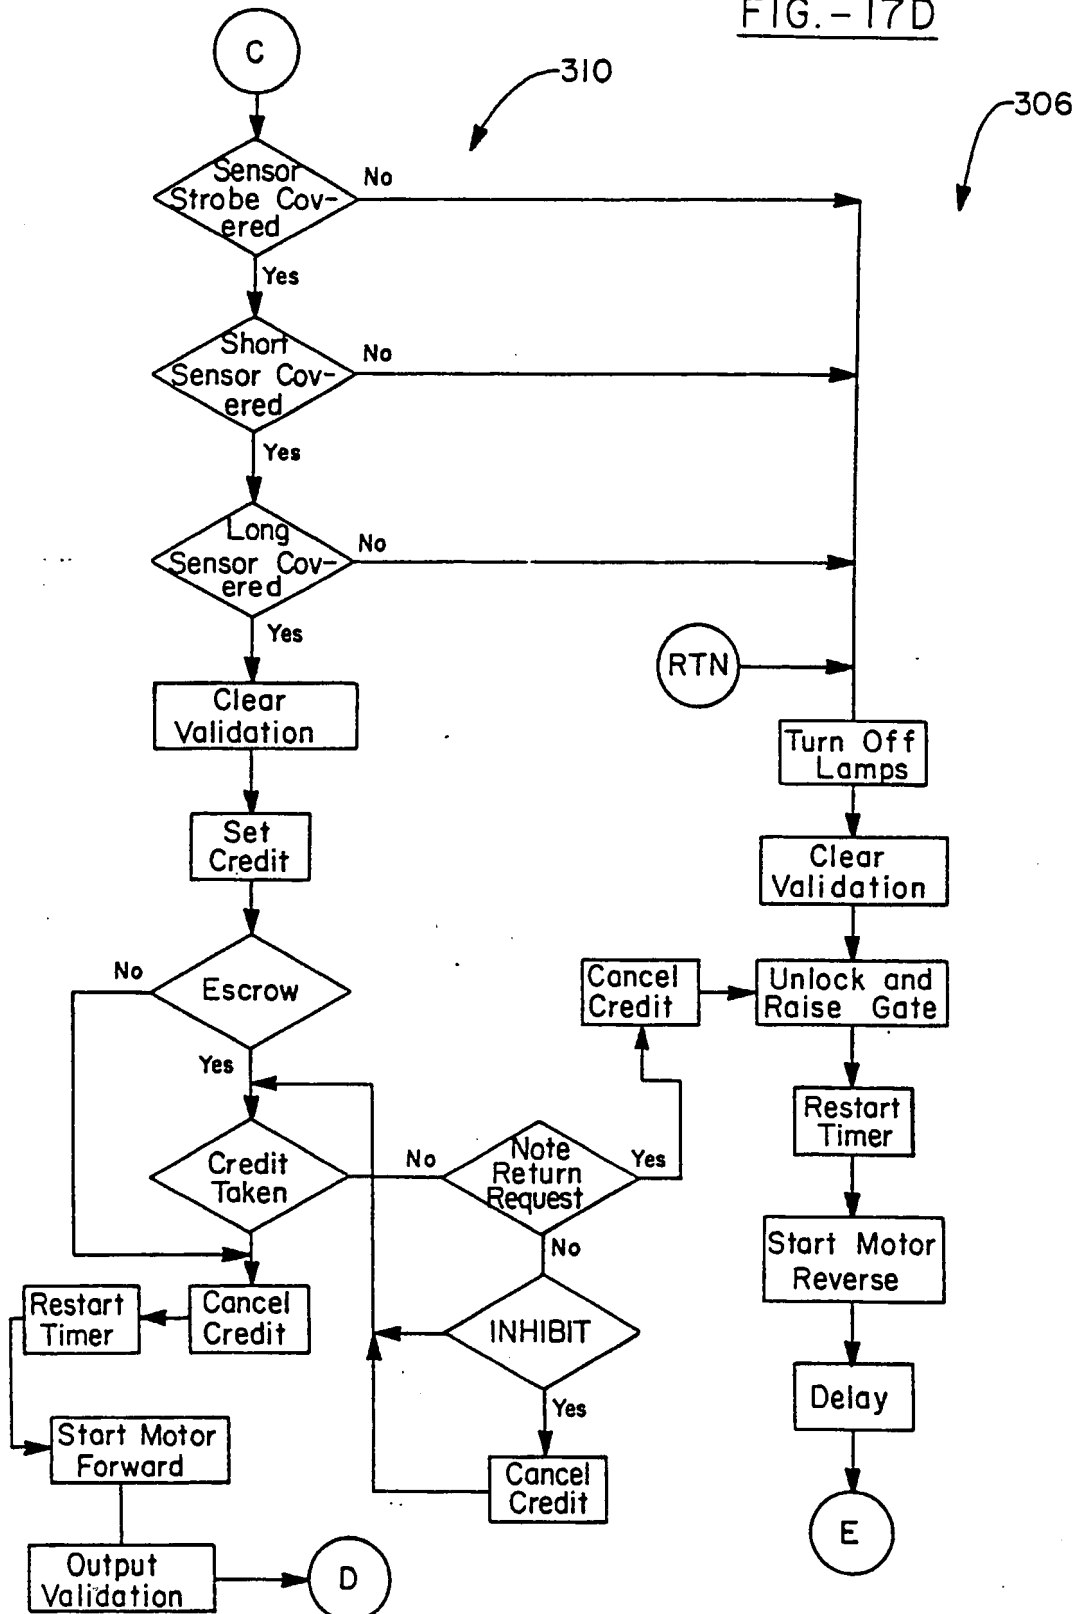 FIG.-17D
C
310
306
Sensor
Strobe Cov-
ered
No
Yes
Short
Sensor Cov-
ered
No
Yes
Long
Sensor Cov-
ered
No
Yes
RTN
Clear
Validation
Turn Off
Lamps
Set
Credit
Clear
Validation
Escrow
No
Yes
Cancel
Credit
Unlock and
Raise Gate
Credit
Taken
No
Note
Return
Request
Yes
No
Restart
Timer
Start Motor
Reverse
Restart
Timer
Cancel
Credit
INHIBIT
Yes
Delay
Start Motor
Forward
Cancel
Credit
E
Output
Validation
D